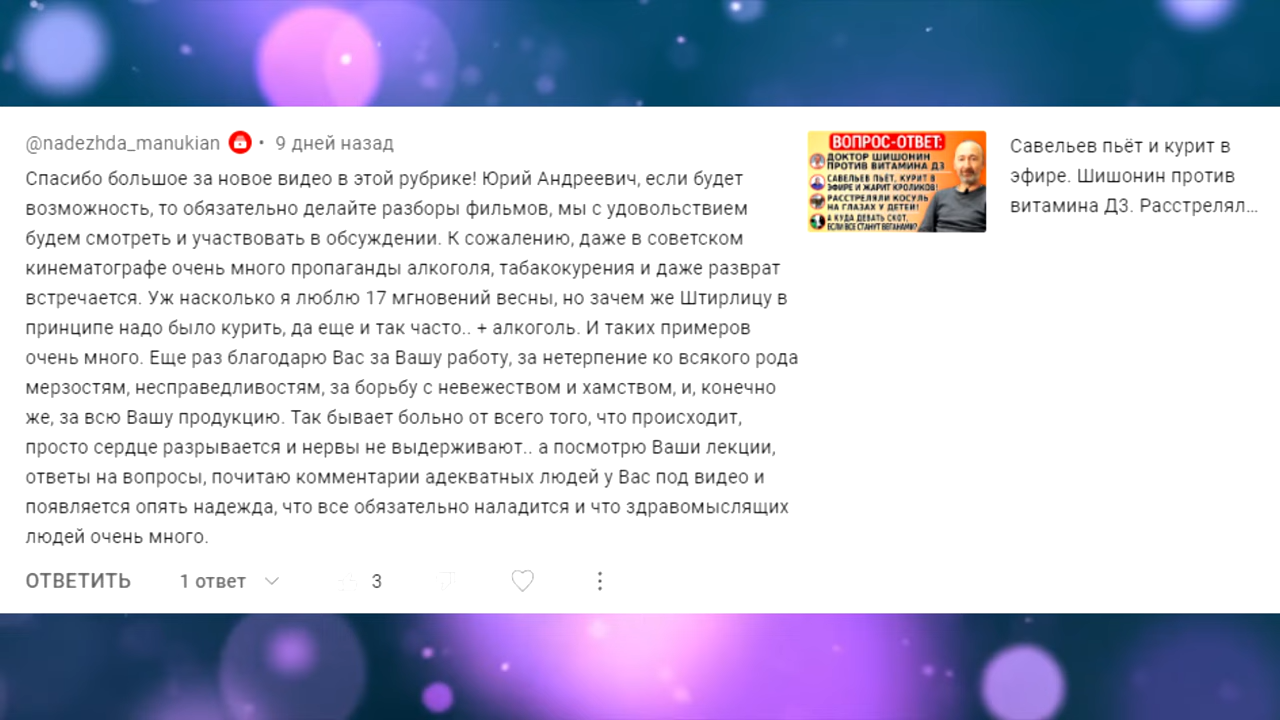 @nadezhda_manukian • 9 дней назад
Спасибо большое за новое видео в этой рубрике! Юрий Андреевич, если будет
возможность, то обязательно делайте разборы фильмов, мы с удовольствием
будем смотреть и участвовать в обсуждении. К сожалению, даже в советском
кинематографе очень много пропаганды алкоголя, табакокурения и даже разврат
встречается. Уж насколько я люблю 17 мгновений весны, но зачем же Штирлицу в
принципе надо было курить, да еще и так часто.. + алкоголь. И таких примеров
очень много. Еще раз благодарю Вас за Вашу работу, за нетерпение ко всякого рода
мерзостям, несправедливостям, за борьбу с невежеством и хамством, и, конечно
же, за всю Вашу продукцию. Так бывает больно от всего того, что происходит,
просто сердце разрывается и нервы не выдерживают.. а посмотрю Ваши лекции,
ответы на вопросы, почитаю комментарии адекватных людей у Вас под видео и
появляется опять надежда, что все обязательно наладится и что здравомыслящих
людей очень много.
ОТВЕТИТЬ 1 ответ 3
ВОПРОС-ОТВЕТ:
ДОКТОР ШИШОНИН
ПРОТИВ ВИТАМИНА Д3
САВЕЛЬЕВ ПЬЁТ, КУРИТ В
ЭФИРЕ И ЖАРИТ КРОЛИКОВ!
РАССТРЕЛЯЛИ КОСУЛЬ
НА ГЛАЗАХ У ДЕТЕЙ!
А КУДА ДЕВАТЬ СКОТ,
ЕСЛИ ВСЕ СТАНУТ ВЕГАНАМИ?
Савельев пьёт и курит в
эфире. Шишонин против
витамина Д3. Расстрелял...